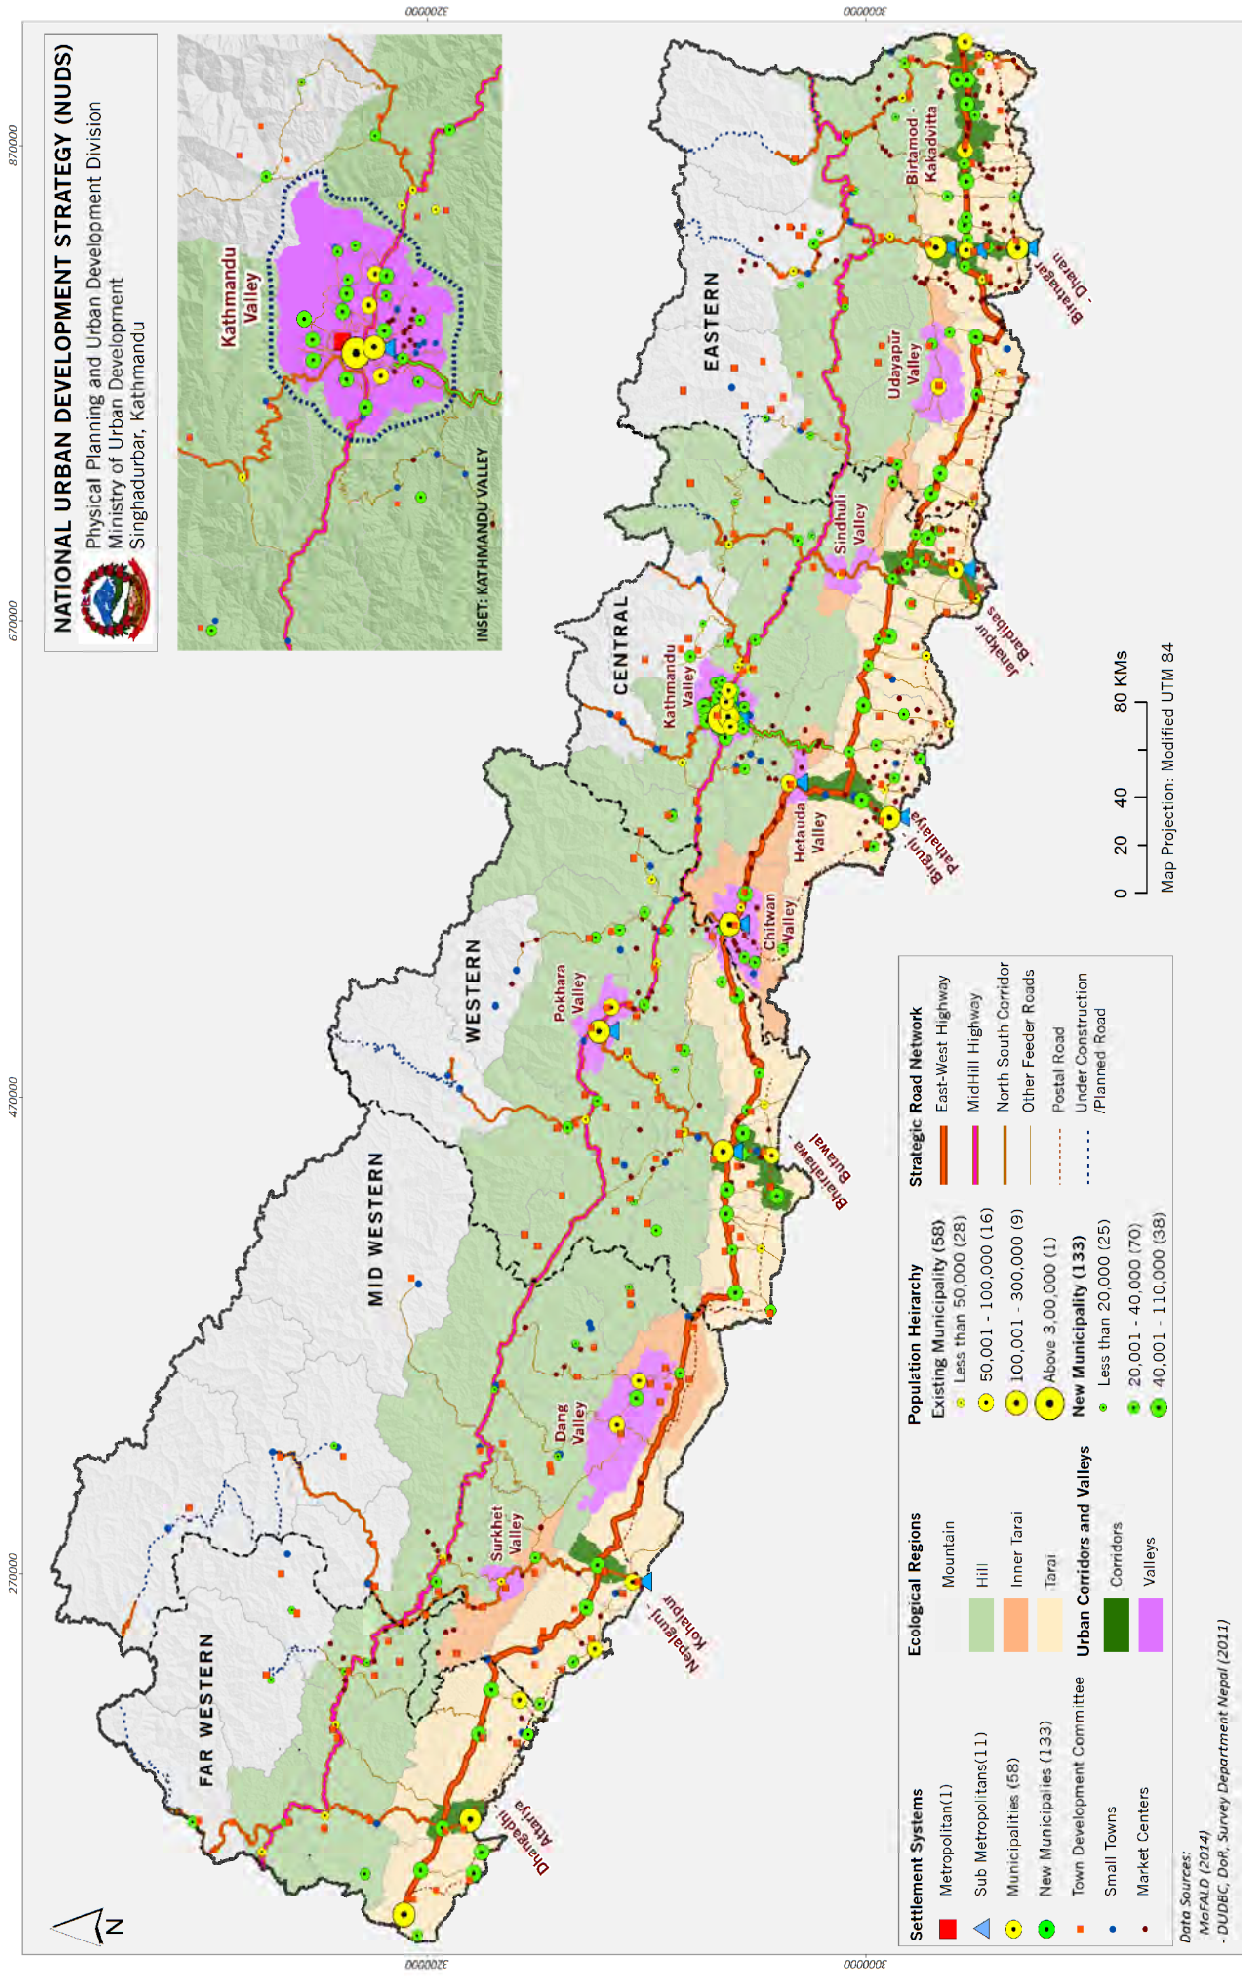 NATIONAL URBAN DEVELOPMENT STRATEGY (NUDS)
Physical Planning and Urban Development Division
Ministry of Urban Development
Singhadurbar, Kathmandu
Kathmandu
Valley
INSET: KATHMANDU VALLEY
270000
470000
670000
870000
3200000
3000000
3200000
3000000
N
FAR WESTERN
MID WESTERN
WESTERN
CENTRAL
EASTERN
Dhangadhi
Attariya
Surkhet
Valley
Nepalgunj -
Kohalpur
Dang
Valley
Bhairahawa
- Butawal
Pokhara
Valley
Chitwan
Valley
Hetauda
Valley
Birgunj -
Pathalaiya
Kathmandu
Valley
Sindhuli
Valley
Janakpur
- Bardibas
Udayapur
Valley
Biratnagar
- Dharan
Birtamod -
Kakadvitta
0 20 40 80 KMs
Map Projection: Modified UTM 84
Settlement Systems
Metropolitan(1)
Sub Metropolitans(11)
Municipalities (58)
New Municipalies (133)
Town Development Committee
Small Towns
Market Centers
Ecological Regions
Mountain
Hill
Inner Tarai
Tarai
Urban Corridors and Valleys
Corridors
Valleys
Population Heirarchy
Existing Municipality (58)
Less than 50,000 (28)
50,001 - 100,000 (16)
100,001 - 300,000 (9)
Above 3,00,000 (1)
New Municipality (133)
Less than 20,000 (25)
20,001 - 40,000 (70)
40,001 - 110,000 (38)
Strategic Road Network
East-West Highway
MidHill Highway
North South Corridor
Other Feeder Roads
Postal Road
Under Construction
/Planned Road
Data Sources:
MoFALD (2014)
- DUDBC, DoR, Survey Department Nepal (2011)